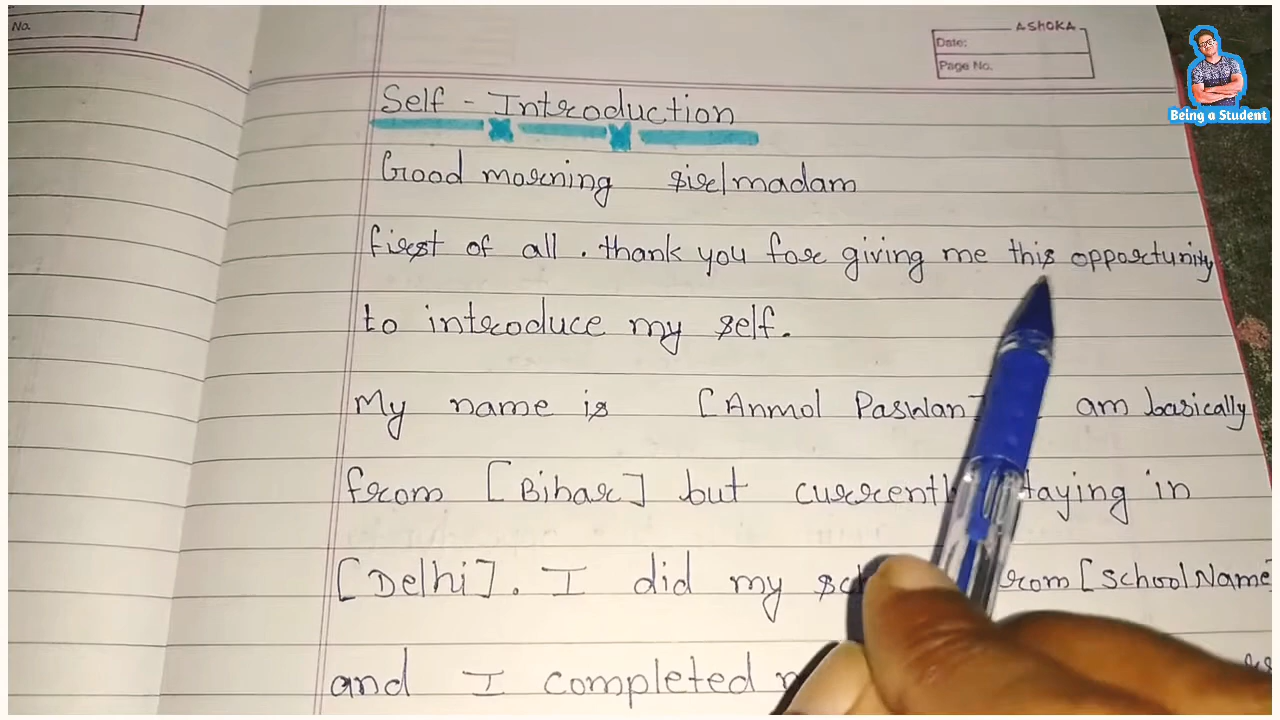 No.
ASHOKA
Date:
Page No.
Being a Student
Self - Introduction
Good morning sir/madam
first of all . thank you for giving me this opportunity
to introduce my self.
My name is [Anmol Paswan] am basically
from [Bihar] but staying in
[Delhi]. I did my from [School Name]
and I completed